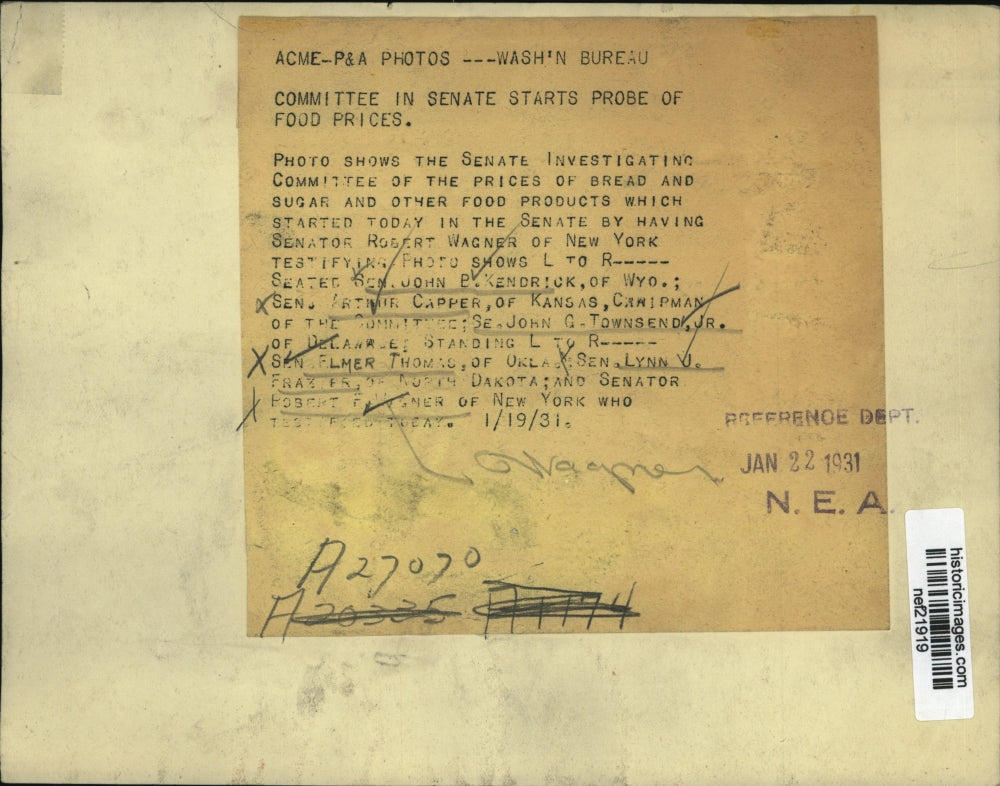 ACME-P&A PHOTOS ---WASH'N BUREAU
COMMITTEE IN SENATE STARTS PROBE OF
FOOD PRICES.
PHOTO SHOWS THE SENATE INVESTIGATING
COMMITTEE OF THE PRICES OF BREAD AND
SUGAR AND OTHER FOOD PRODUCTS WHICH
STARTED TODAY IN THE SENATE BY HAVING
SENATOR ROBERT WAGNER OF NEW YORK
TESTIFYING PHOTO SHOWS L TO R-----
SEATED SEN. JOHN B. KENDRICK, OF WYO.;
X SEN. ARTHUR CAPPER, OF KANSAS, CHAIPMAN
OF THE COMMITTEE; SE. JOHN G. TOWNSEND, JR.
OF DELAWARE; STANDING L TO R-----
X SEN. ELMER THOMAS, OF OKLA.; SEN. LYNN J.
FRAZIER, OF NORTH DAKOTA; AND SENATOR
X ROBERT F. WAGNER OF NEW YORK WHO
TESTIFIED TODAY. 1/19/31.
REFERENCE DEPT.
JAN 22 1931
N. E. A.
Wagner
A27070
A20335
historicimages.com
nef21919